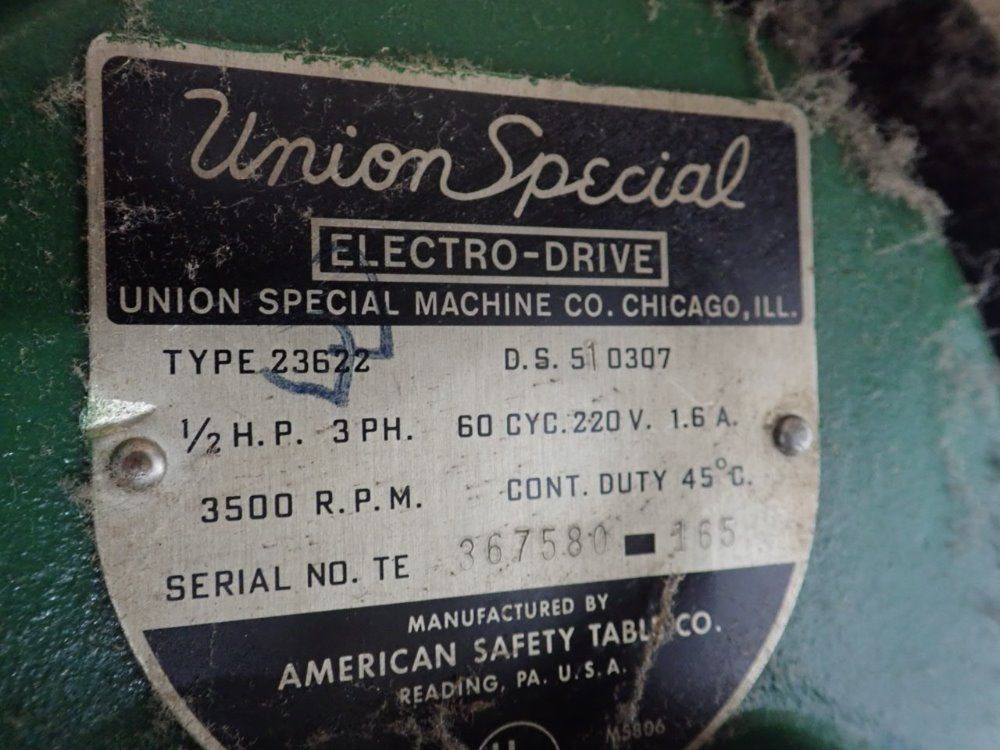 Union Special
ELECTRO-DRIVE
UNION SPECIAL MACHINE CO. CHICAGO, ILL.
TYPE 23622 D.S. 510307
1/2 H.P. 3 PH. 60 CYC. 220 V. 1.6 A.
3500 R.P.M. CONT. DUTY 45°C.
SERIAL NO. TE 367580 - 165
MANUFACTURED BY
AMERICAN SAFETY TABLE CO.
READING, PA. U.S.A.
M5806